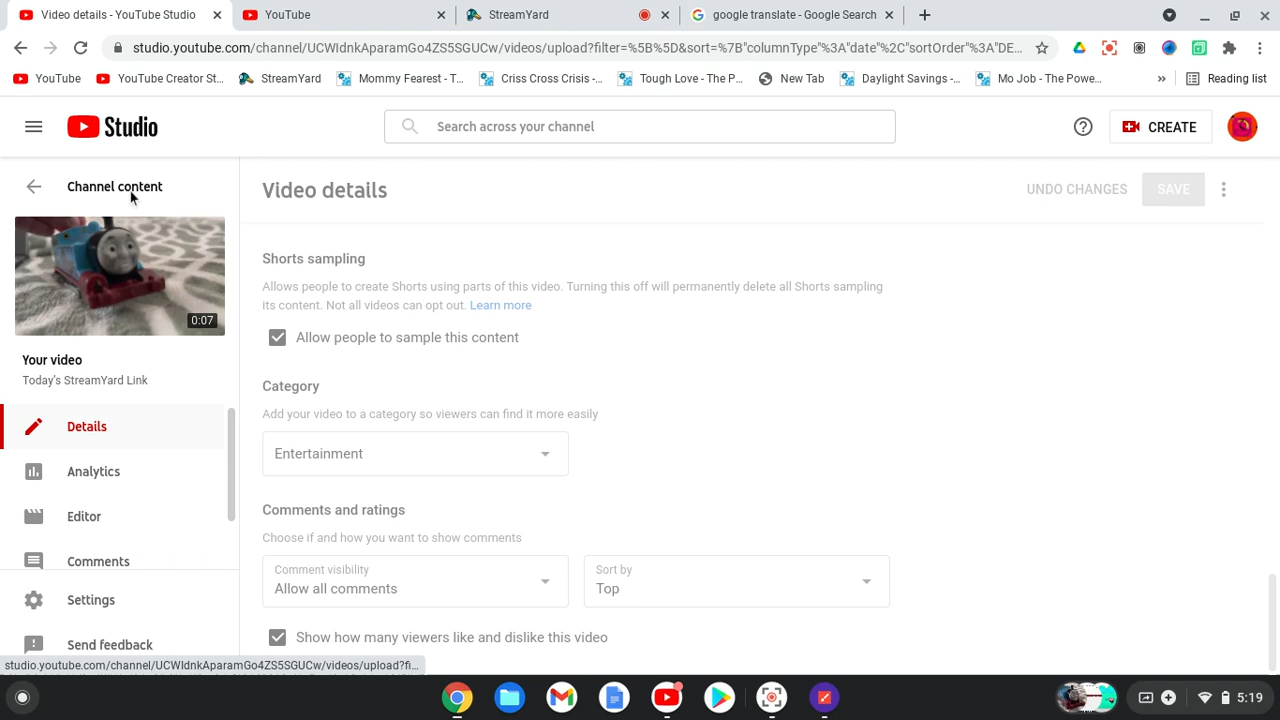 Video details - YouTube Studio
YouTube
StreamYard
google translate - Google Search
studio.youtube.com/channel/UCWIdnkAparamGo4ZS5SGUCw/videos/upload?filter=%5B%5D&sort=%7B"columnType"%3A"date"%2C"sortOrder"%3A"DE...
YouTube
YouTube Creator St...
StreamYard
Mommy Fearest - T...
Criss Cross Crisis -...
Tough Love - The P...
New Tab
Daylight Savings -...
Mo Job - The Powe...
»
Reading list
Studio
Search across your channel
CREATE
Channel content
Video details
UNDO CHANGES
SAVE
0:07
Your video
Today's StreamYard Link
Details
Analytics
Editor
Comments
Settings
Send feedback
Shorts sampling
Allows people to create Shorts using parts of this video. Turning this off will permanently delete all Shorts sampling
its content. Not all videos can opt out. Learn more
Allow people to sample this content
Category
Add your video to a category so viewers can find it more easily
Entertainment
Comments and ratings
Choose if and how you want to show comments
Comment visibility
Allow all comments
Sort by
Top
Show how many viewers like and dislike this video
studio.youtube.com/channel/UCWIdnkAparamGo4ZS5SGUCw/videos/upload?fi...
5:19